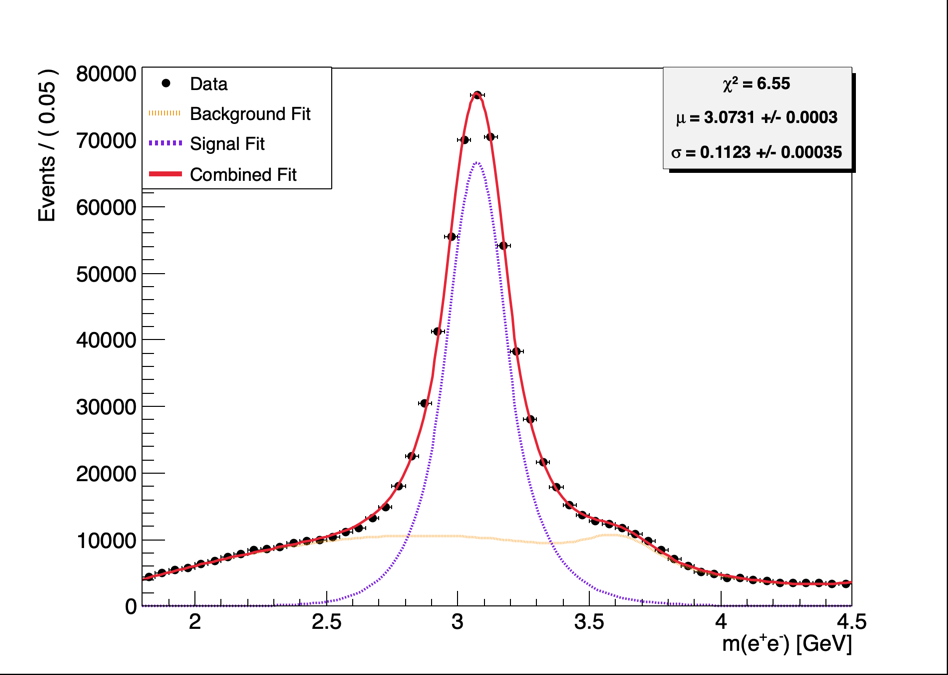 Events / ( 0.05 )
80000
70000
60000
50000
40000
30000
20000
10000
0
Data
Background Fit
Signal Fit
Combined Fit
χ² = 6.55
μ = 3.0731 +/- 0.0003
σ = 0.1123 +/- 0.00035
2 2.5 3 3.5 4 4.5
m(e⁺e⁻) [GeV]